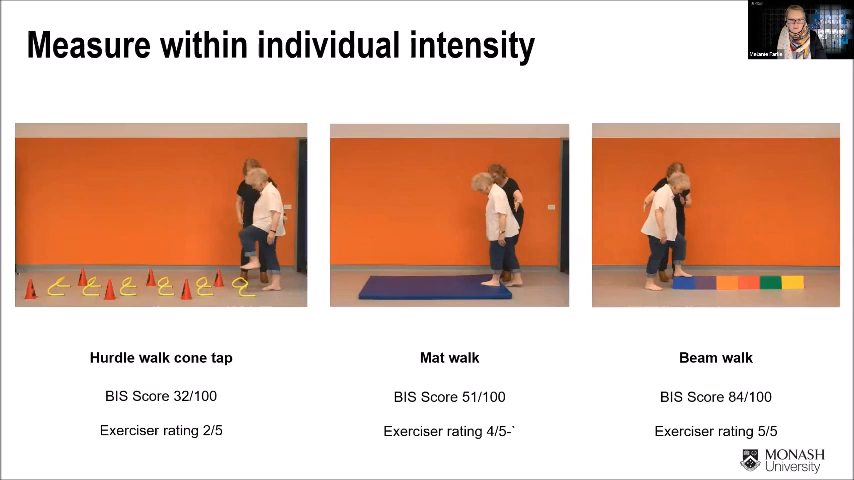 Measure within individual intensity
Melanie Farlie
Hurdle walk cone tap
BIS Score 32/100
Exerciser rating 2/5
Mat walk
BIS Score 51/100
Exerciser rating 4/5-`
Beam walk
BIS Score 84/100
Exerciser rating 5/5
MONASH
University